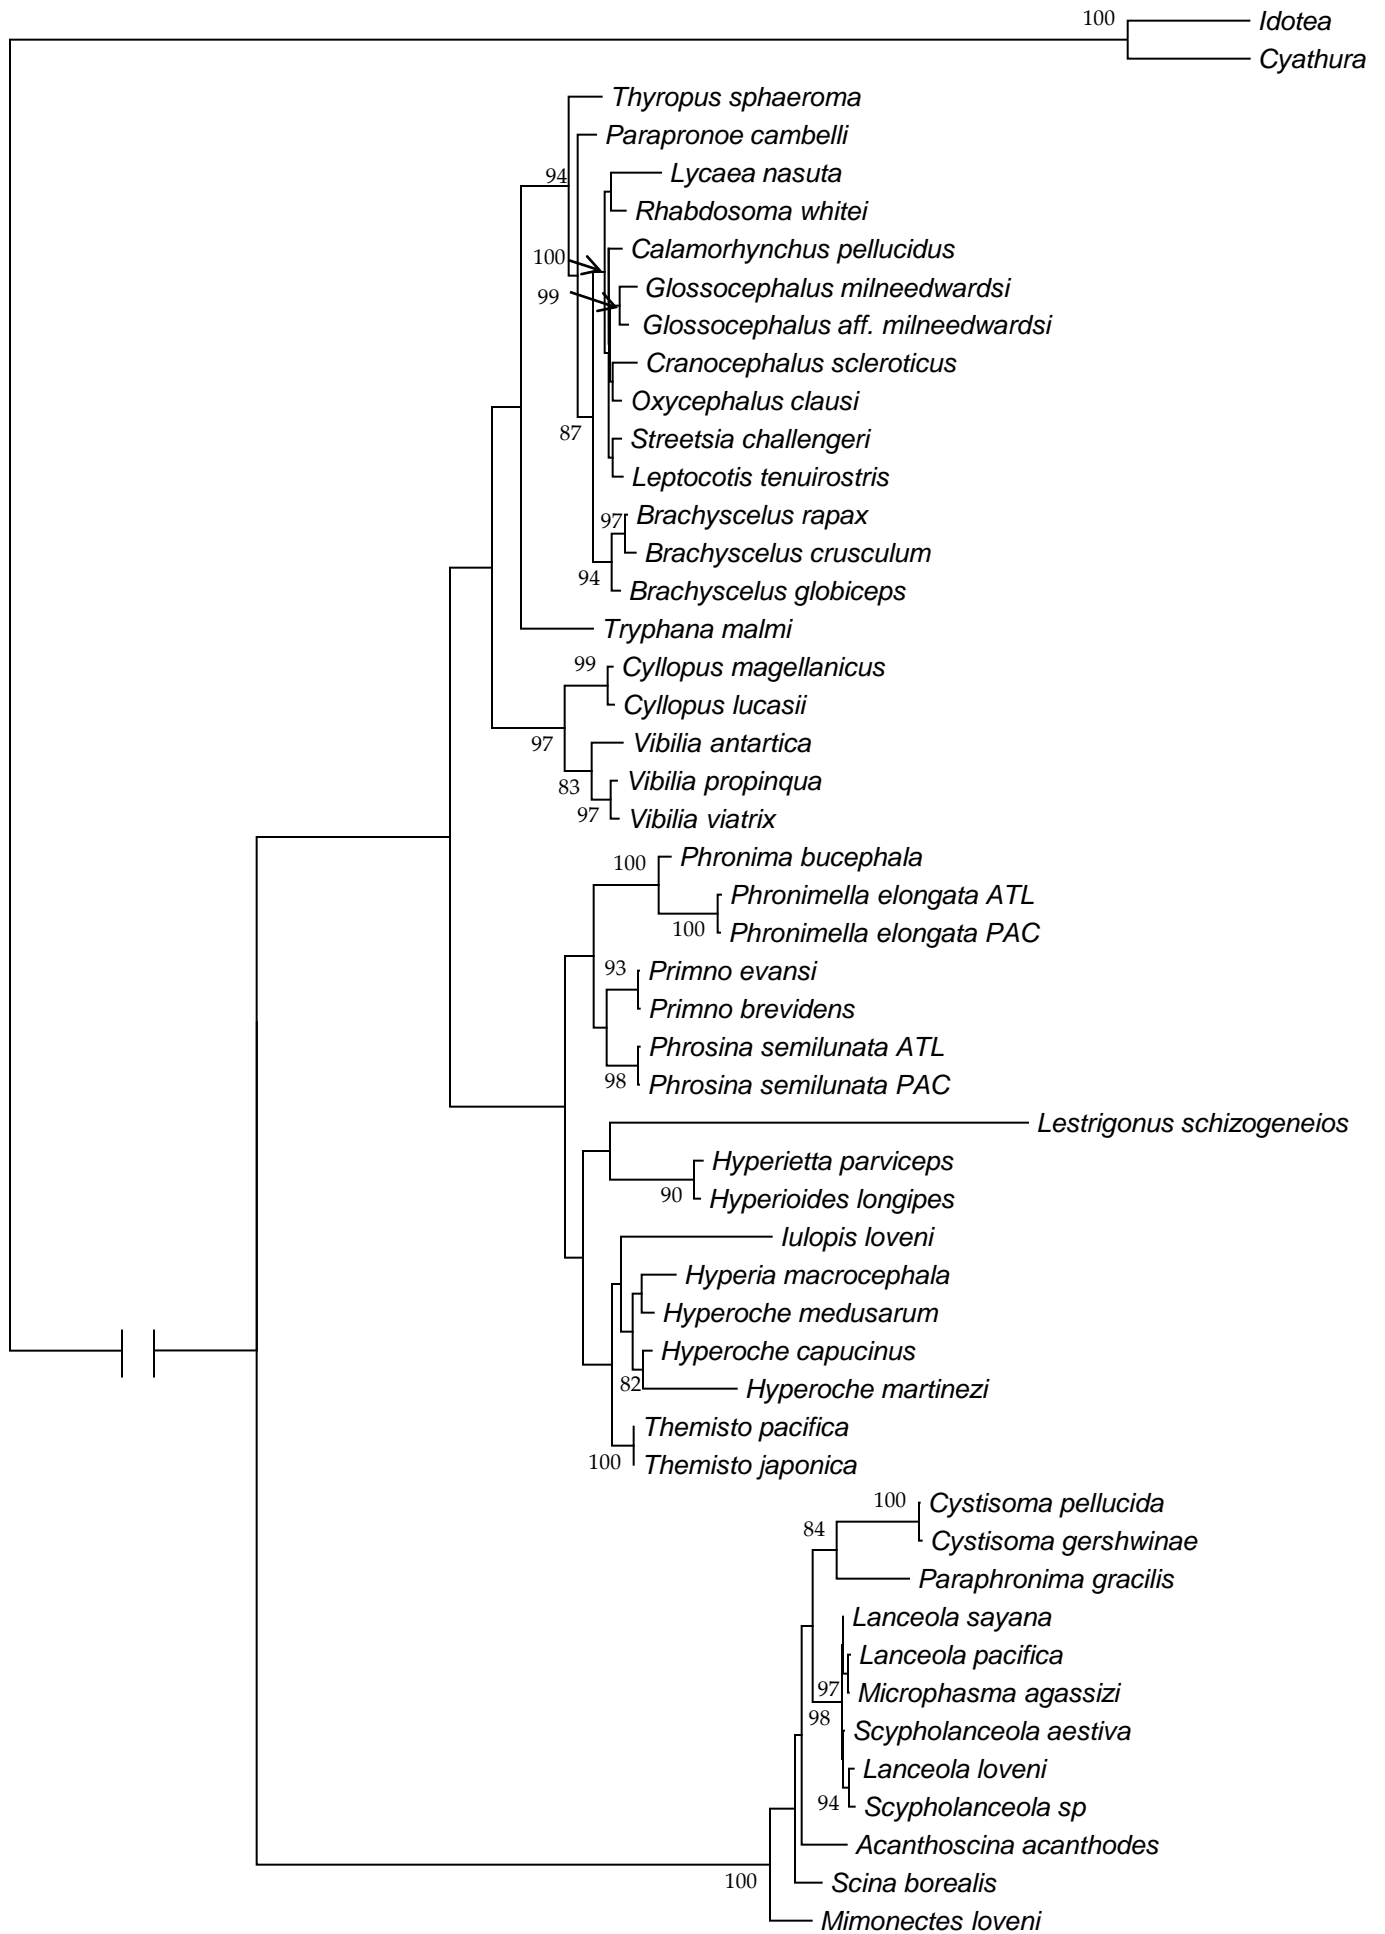 100
Idotea
Cyathura
Thyropus sphaeroma
Parapronoe cambelli
94
Lycaea nasuta
Rhabdosoma whitei
Calamorhynchus pellucidus
100
Glossocephalus milneedwardsi
99
Glossocephalus aff. milneedwardsi
Cranocephalus scleroticus
Oxycephalus clausi
87
Streetsia challengeri
Leptocotis tenuirostris
97
Brachyscelus rapax
Brachyscelus crusculum
94
Brachyscelus globiceps
Tryphana malmi
99
Cyllopus magellanicus
Cyllopus lucasii
97
Vibilia antartica
83
Vibilia propinqua
97
Vibilia viatrix
100
Phronima bucephala
Phronimella elongata ATL
100
Phronimella elongata PAC
93
Primno evansi
Primno brevidens
Phrosina semilunata ATL
98
Phrosina semilunata PAC
Lestrigonus schizogeneios
Hyperietta parviceps
90
Hyperioides longipes
Iulopis loveni
Hyperia macrocephala
Hyperoche medusarum
Hyperoche capucinus
82
Hyperoche martinezi
Themisto pacifica
100
Themisto japonica
100
Cystisoma pellucida
84
Cystisoma gershwinae
Paraphronima gracilis
Lanceola sayana
Lanceola pacifica
97
Microphasma agassizi
98
Scypholanceola aestiva
Lanceola loveni
94
Scypholanceola sp
Acanthoscina acanthodes
100
Scina borealis
Mimonectes loveni